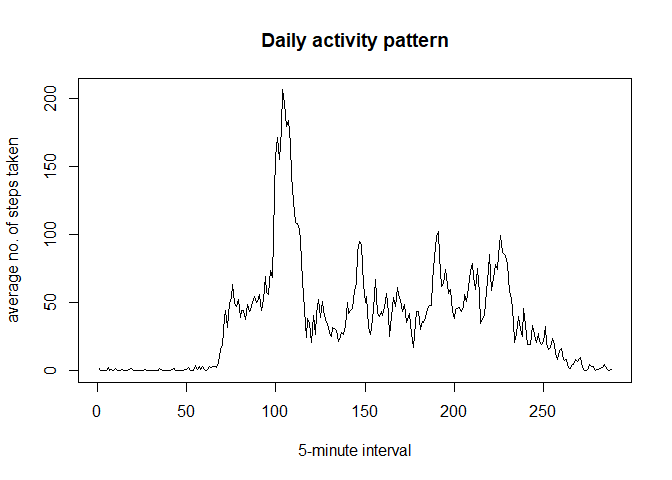 Daily activity pattern
average no. of steps taken
200
150
100
50
0
0 50 100 150 200 250
5-minute interval